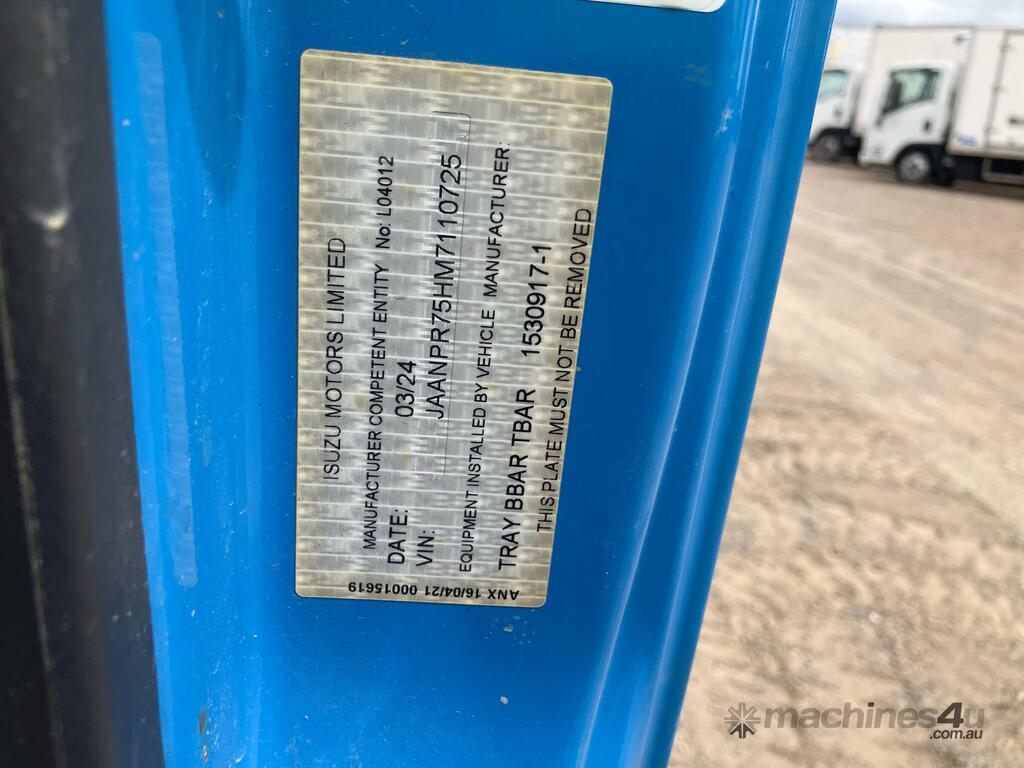 ISUZU MOTORS LIMITED
MANUFACTURER COMPETENT ENTITY No: L04012
DATE: 03/24
VIN: JAANPR75HM7110725
EQUIPMENT INSTALLED BY VEHICLE MANUFACTURER:
TRAY BBAR TBAR 1530917-1
THIS PLATE MUST NOT BE REMOVED
ANX 16/04/21 00015619
machines4u
.com.au